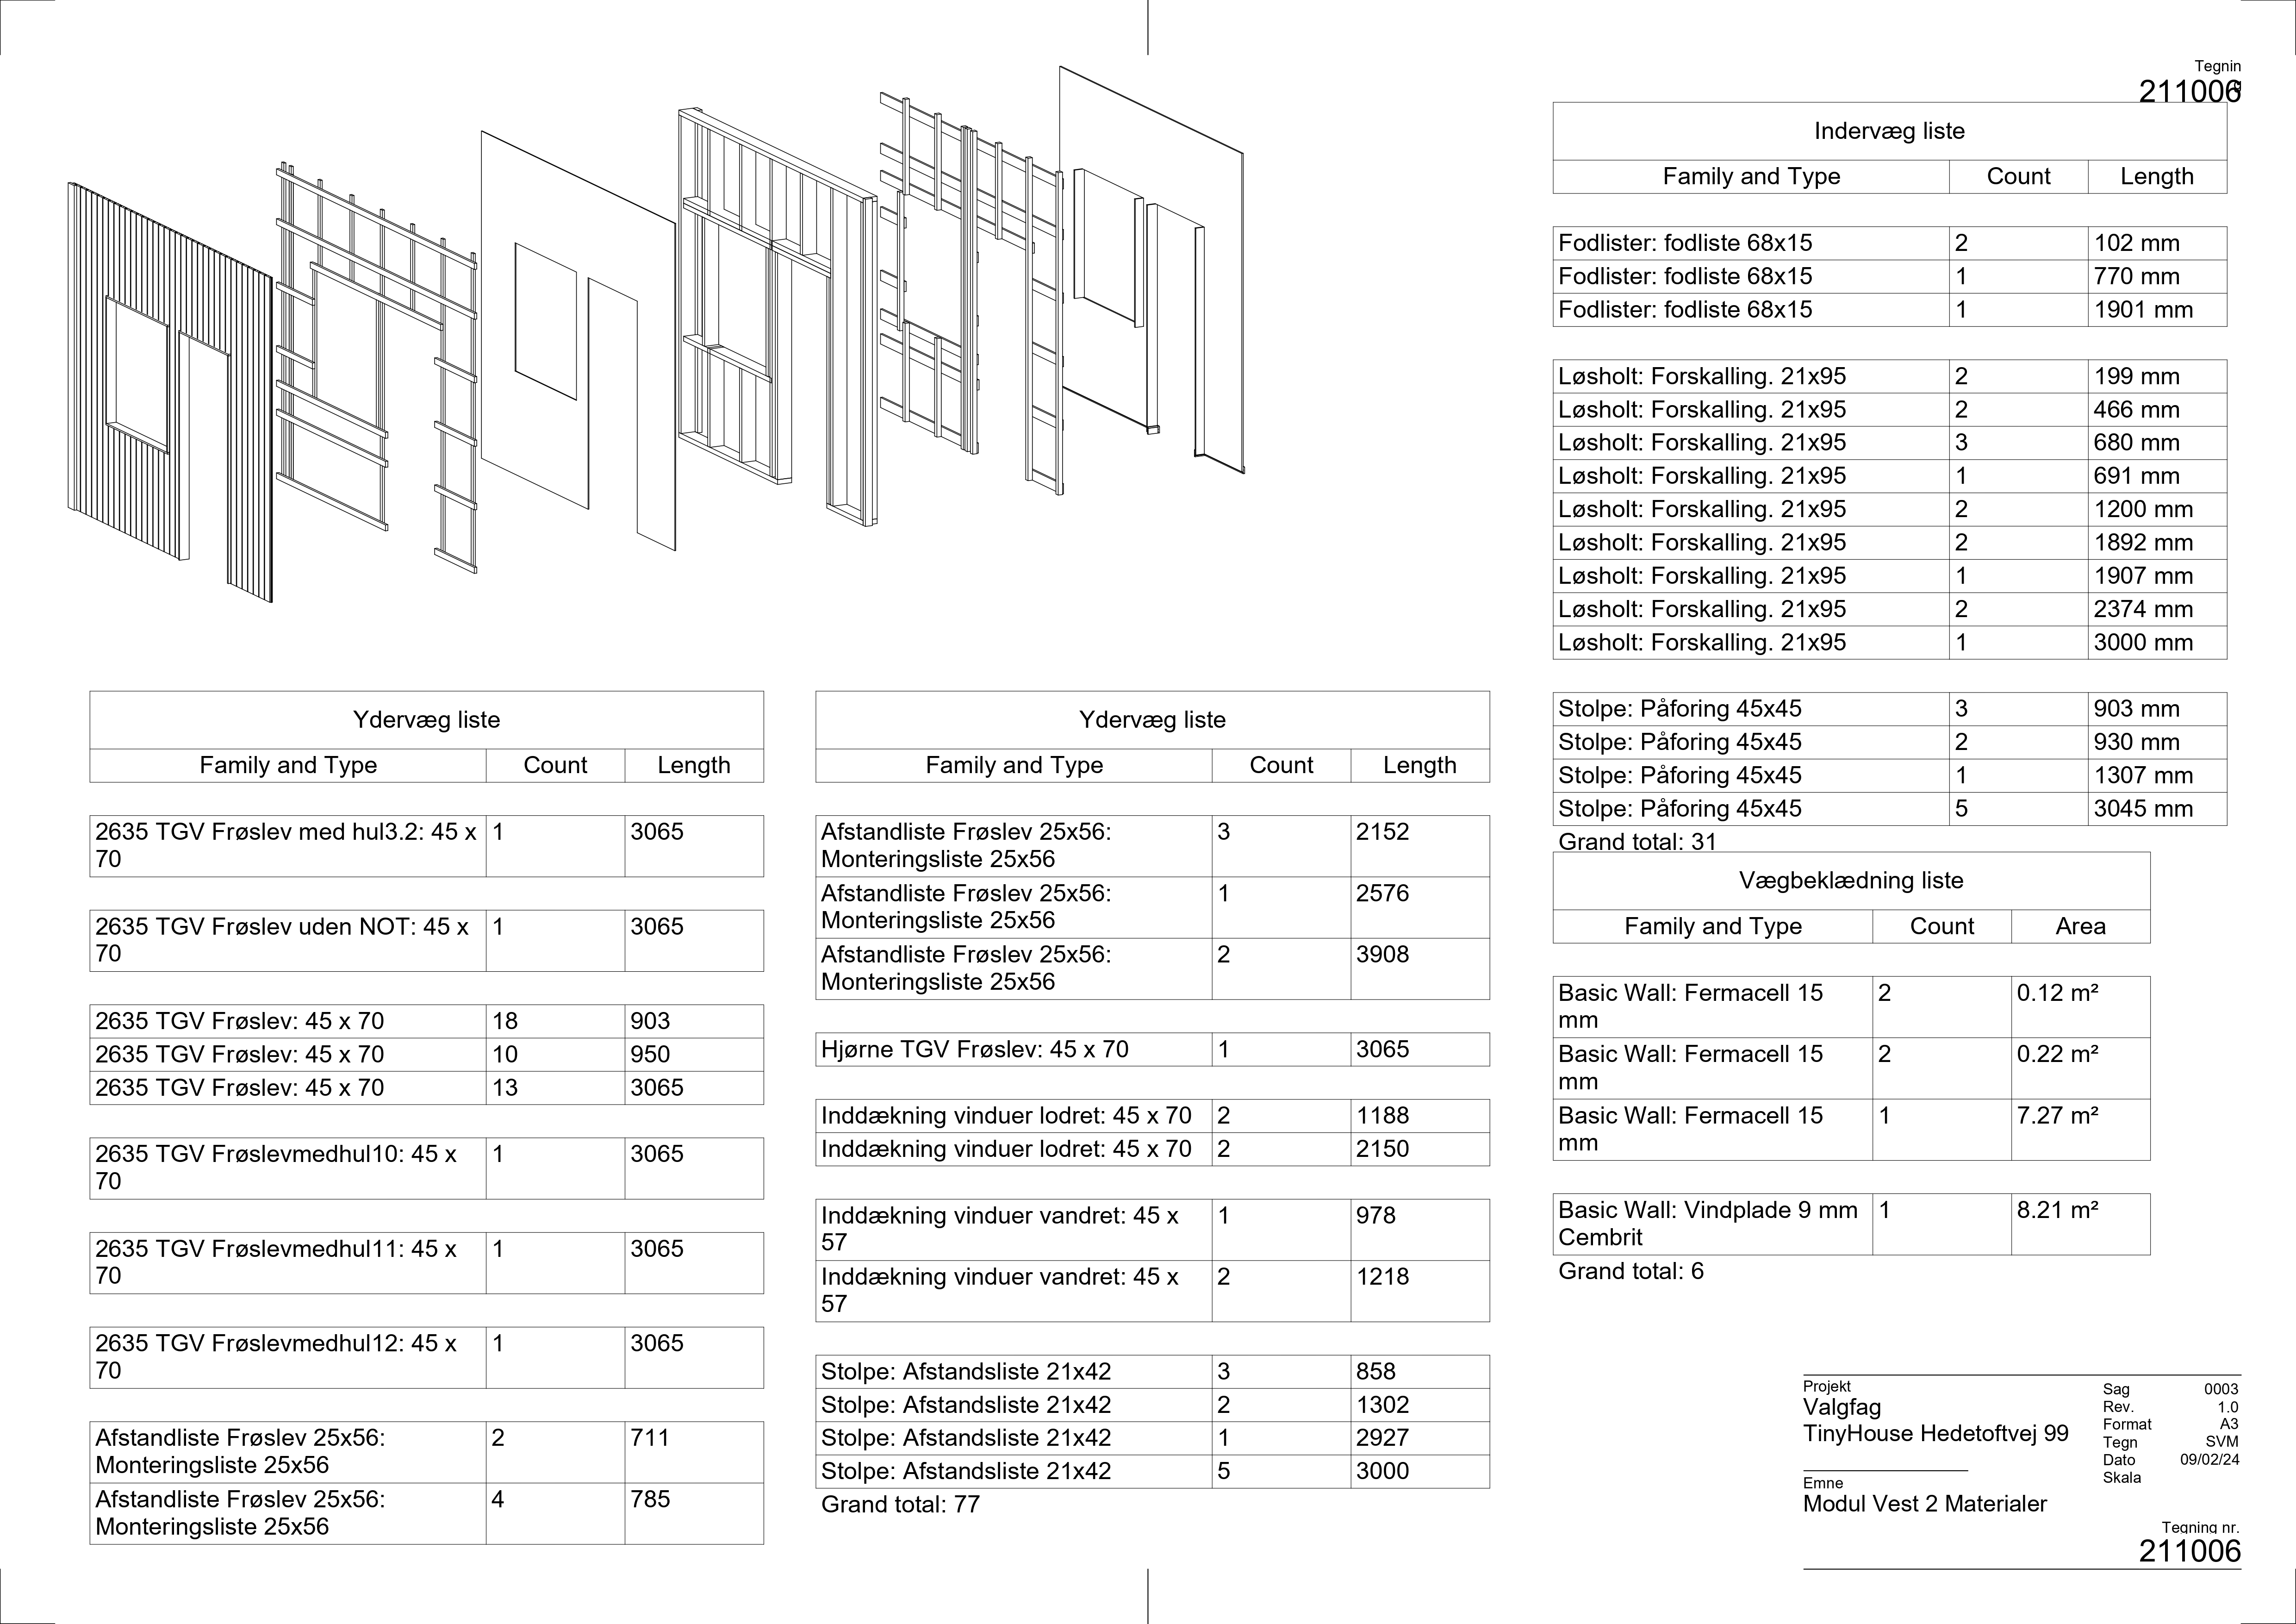 Tegnin
g
211006
Indervæg liste
Family and Type Count Length
Fodlister: fodliste 68x15 2 102 mm
Fodlister: fodliste 68x15 1 770 mm
Fodlister: fodliste 68x15 1 1901 mm
Løsholt: Forskalling. 21x95 2 199 mm
Løsholt: Forskalling. 21x95 2 466 mm
Løsholt: Forskalling. 21x95 3 680 mm
Løsholt: Forskalling. 21x95 1 691 mm
Løsholt: Forskalling. 21x95 2 1200 mm
Løsholt: Forskalling. 21x95 2 1892 mm
Løsholt: Forskalling. 21x95 1 1907 mm
Løsholt: Forskalling. 21x95 2 2374 mm
Løsholt: Forskalling. 21x95 1 3000 mm
Stolpe: Påforing 45x45 3 903 mm
Stolpe: Påforing 45x45 2 930 mm
Stolpe: Påforing 45x45 1 1307 mm
Stolpe: Påforing 45x45 5 3045 mm
Grand total: 31
Ydervæg liste
Family and Type Count Length
2635 TGV Frøslev med hul3.2: 45 x 1 3065
70
2635 TGV Frøslev uden NOT: 45 x 1 3065
70
2635 TGV Frøslev: 45 x 70 18 903
2635 TGV Frøslev: 45 x 70 10 950
2635 TGV Frøslev: 45 x 70 13 3065
2635 TGV Frøslevmedhul10: 45 x 1 3065
70
2635 TGV Frøslevmedhul11: 45 x 1 3065
70
2635 TGV Frøslevmedhul12: 45 x 1 3065
70
Afstandliste Frøslev 25x56: 2 711
Monteringsliste 25x56
Afstandliste Frøslev 25x56: 4 785
Monteringsliste 25x56
Ydervæg liste
Family and Type Count Length
Afstandliste Frøslev 25x56: 3 2152
Monteringsliste 25x56
Afstandliste Frøslev 25x56: 1 2576
Monteringsliste 25x56
Afstandliste Frøslev 25x56: 2 3908
Monteringsliste 25x56
Hjørne TGV Frøslev: 45 x 70 1 3065
Inddækning vinduer lodret: 45 x 70 2 1188
Inddækning vinduer lodret: 45 x 70 2 2150
Inddækning vinduer vandret: 45 x 1 978
57
Inddækning vinduer vandret: 45 x 2 1218
57
Stolpe: Afstandsliste 21x42 3 858
Stolpe: Afstandsliste 21x42 2 1302
Stolpe: Afstandsliste 21x42 1 2927
Stolpe: Afstandsliste 21x42 5 3000
Grand total: 77
Vægbeklædning liste
Family and Type Count Area
Basic Wall: Fermacell 15 2 0.12 m²
mm
Basic Wall: Fermacell 15 2 0.22 m²
mm
Basic Wall: Fermacell 15 1 7.27 m²
mm
Basic Wall: Vindplade 9 mm 1 8.21 m²
Cembrit
Grand total: 6
Projekt
Valgfag
TinyHouse Hedetoftvej 99
Emne
Modul Vest 2 Materialer
Sag 0003
Rev. 1.0
Format A3
Tegn SVM
Dato 09/02/24
Skala
Tegning nr.
211006